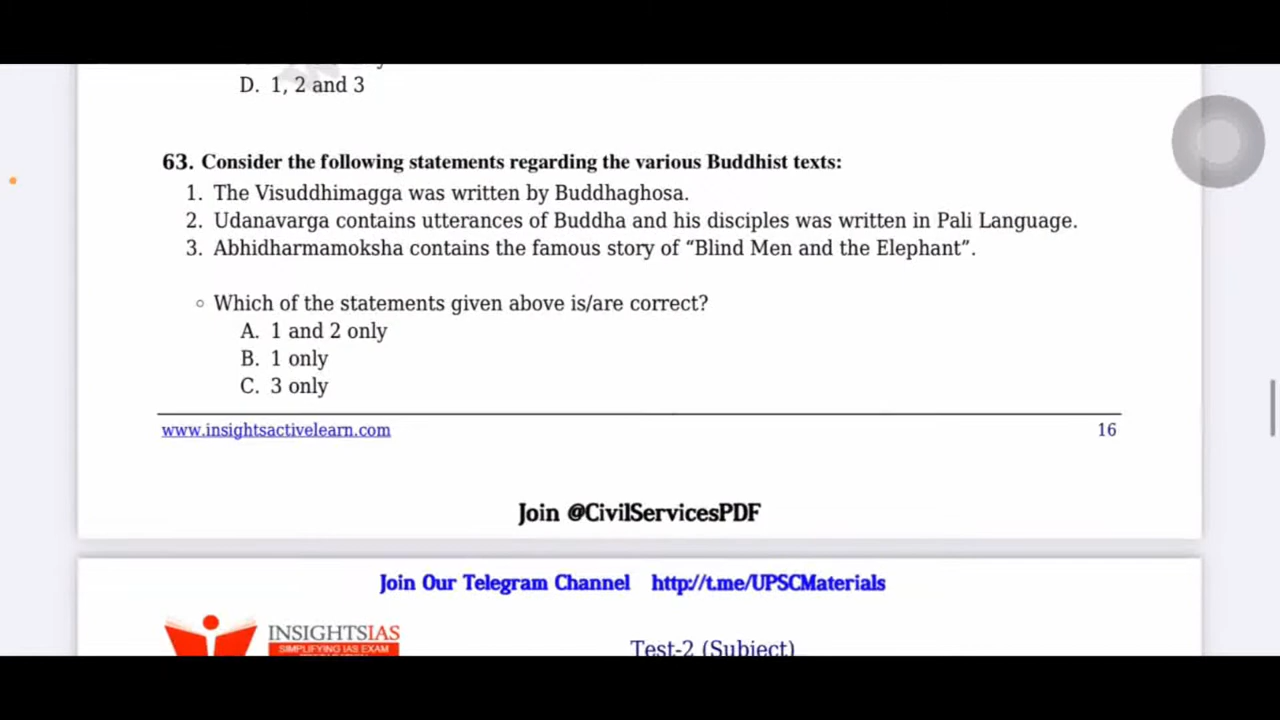 D. 1, 2 and 3
63. Consider the following statements regarding the various Buddhist texts:
1. The Visuddhimagga was written by Buddhaghosa.
2. Udanavarga contains utterances of Buddha and his disciples was written in Pali Language.
3. Abhidharmamoksha contains the famous story of “Blind Men and the Elephant”.
○ Which of the statements given above is/are correct?
A. 1 and 2 only
B. 1 only
C. 3 only
www.insightsactivelearn.com 16
Join @CivilServicesPDF
Join Our Telegram Channel http://t.me/UPSCMaterials
INSIGHTSIAS
SIMPLIFYING IAS EXAM
Test-2 (Subject)